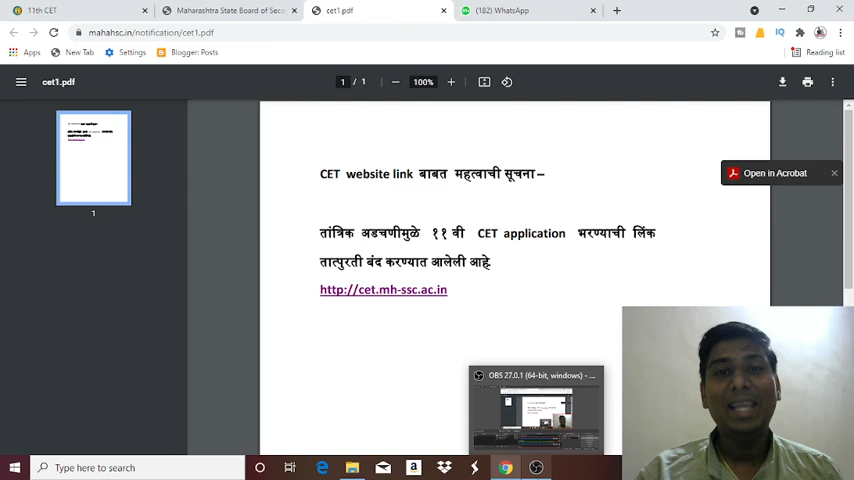 11th CET
Maharashtra State Board of Seco
cet1.pdf
(182) WhatsApp
mahahsc.in/notification/cet1.pdf
Apps
New Tab
Settings
Blogger: Posts
Reading list
cet1.pdf
1 / 1
100%
CET website link बाबत महत्वाची सूचना–
Open in Acrobat
1
तांत्रिक अडचणीमुळे ११ वी CET application भरण्याची लिंक
तात्पुरती बंद करण्यात आलेली आहे.
http://cet.mh-ssc.ac.in
OBS 27.0.1 (64-bit, windows) - ...
Type here to search